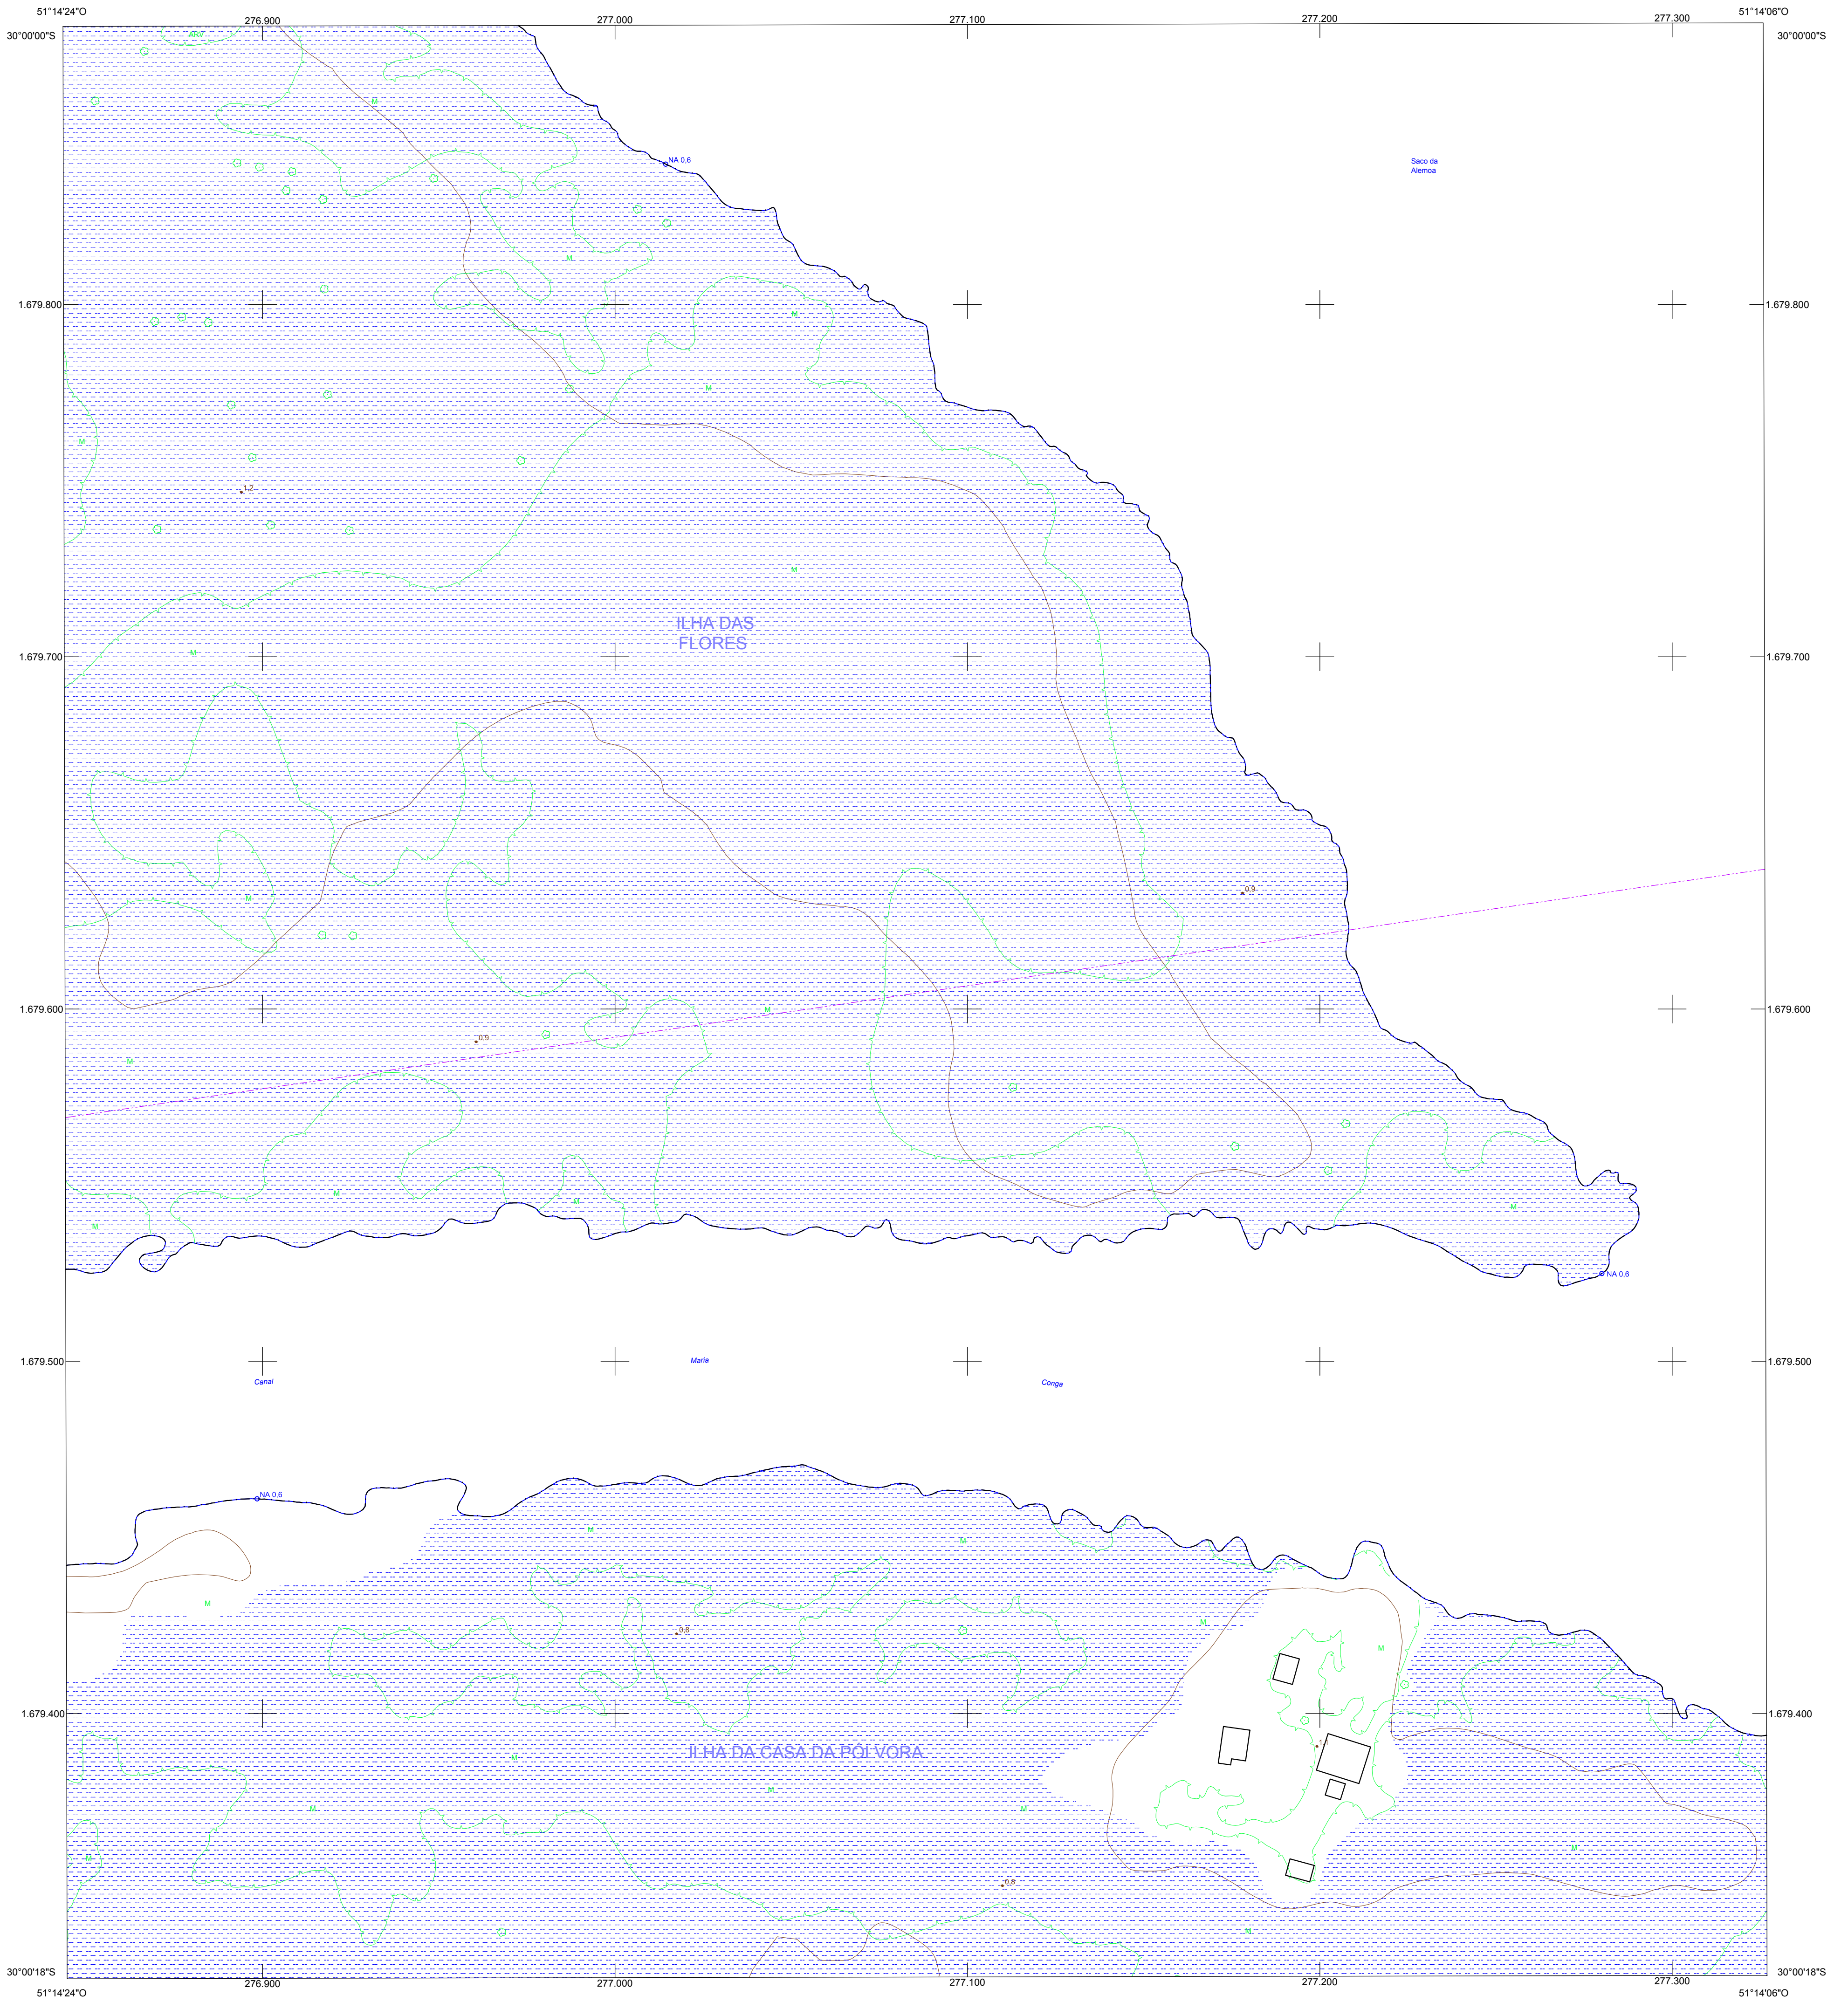 51°14'24"O
276.900
277.000
277.100
277.200
277.300
51°14'06"O
30°00'00"S
30°00'00"S
ARV
M
NA 0,6
Saco da
Alemoa
M
1.679.800
1.679.800
M
M
M
1,2
M
ILHA DAS
FLORES
M
1.679.700
1.679.700
0,9
M
1.679.600
1.679.600
M
0,9
M
M
M
M
M
NA 0,6
1.679.500
1.679.500
Canal
Maria
Conga
NA 0,6
M
M
M
M
0,8
M
1.679.400
1.679.400
ILHA DA CASA DA PÓLVORA
1,1
M
M
M
M
M
M
0,8
M
30°00'18"S
30°00'18"S
276.900
277.000
277.100
277.200
277.300
51°14'24"O
51°14'06"O